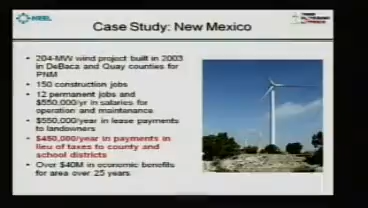 NREL
Case Study: New Mexico
204-MW wind project built in 2003
in DeBaca and Quay counties for
PNM
150 construction jobs
12 permanent jobs and
$550,000/yr in salaries for
operation and maintenance
$550,000/year in lease payments
to landowners
$450,000/year in payments in
lieu of taxes to county and
school districts
Over $40M in economic benefits
for area over 25 years